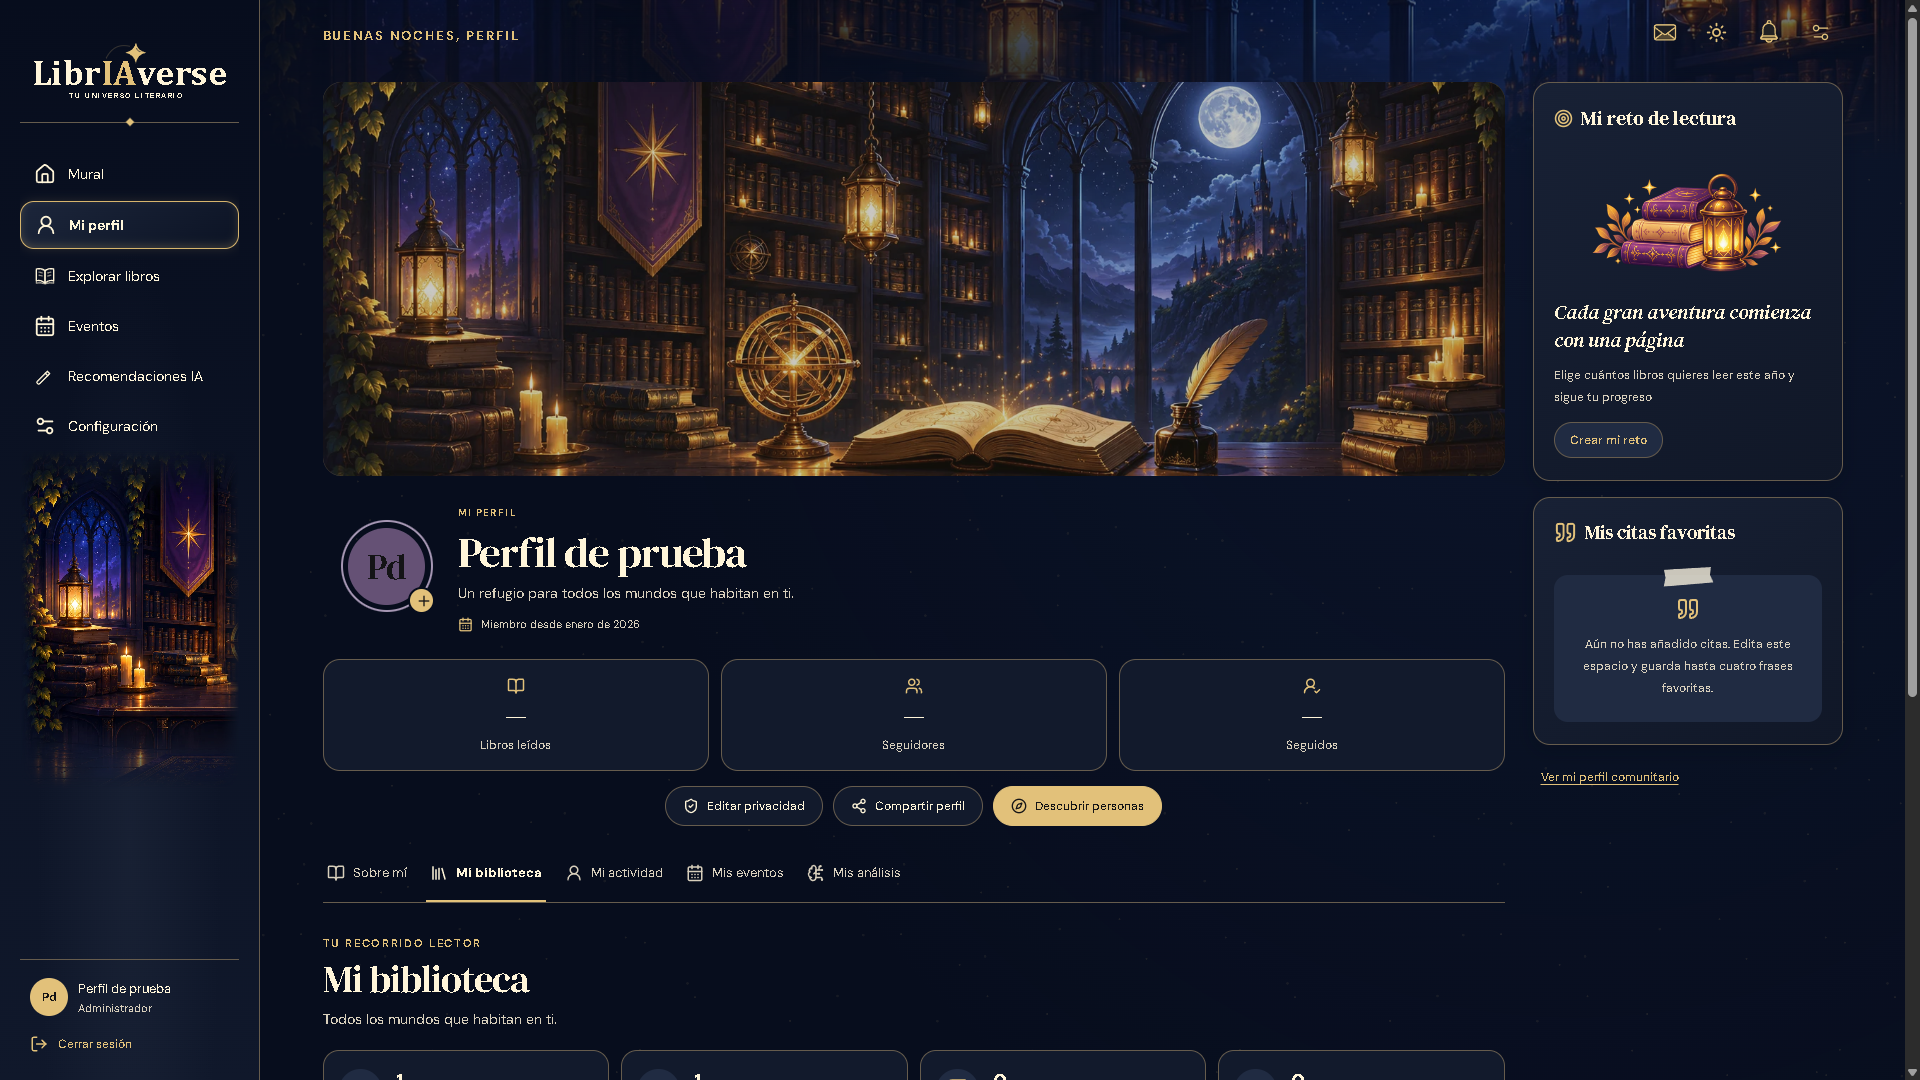 LibrIAverse
TU UNIVERSO LITERARIO
Mural
Mi perfil
Explorar libros
Eventos
Recomendaciones IA
Configuración
Pd
Perfil de prueba
Administrador
Cerrar sesión
BUENAS NOCHES, PERFIL
MI PERFIL
Pd
Perfil de prueba
Un refugio para todos los mundos que habitan en ti.
Miembro desde enero de 2026
—
Libros leídos
—
Seguidores
—
Seguidos
Editar privacidad
Compartir perfil
Descubrir personas
Sobre mí
Mi biblioteca
Mi actividad
Mis eventos
Mis análisis
TU RECORRIDO LECTOR
Mi biblioteca
Todos los mundos que habitan en ti.
Mi reto de lectura
Cada gran aventura comienza
con una página
Elige cuántos libros quieres leer este año y
sigue tu progreso
Crear mi reto
Mis citas favoritas
Aún no has añadido citas. Edita este
espacio y guarda hasta cuatro frases
favoritas.
Ver mi perfil comunitario